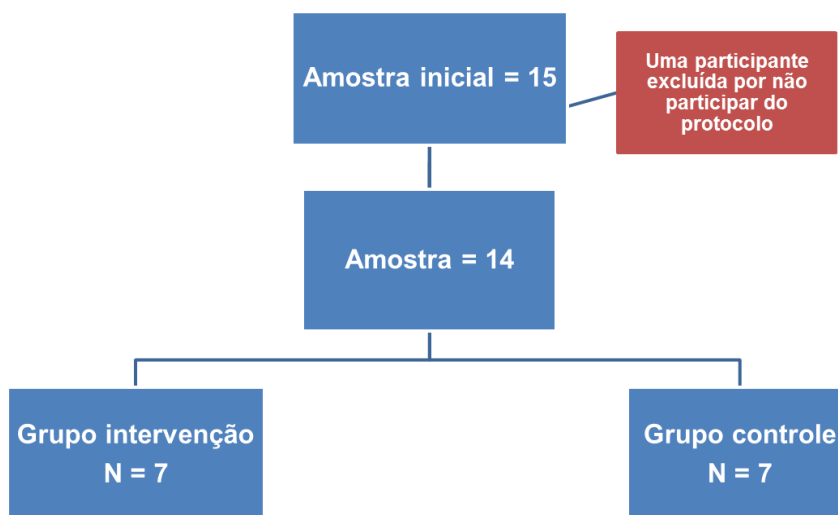 Amostra inicial = 15
Uma participante
excluída por não
participar do
protocolo
Amostra = 14
Grupo intervenção
N = 7
Grupo controle
N = 7